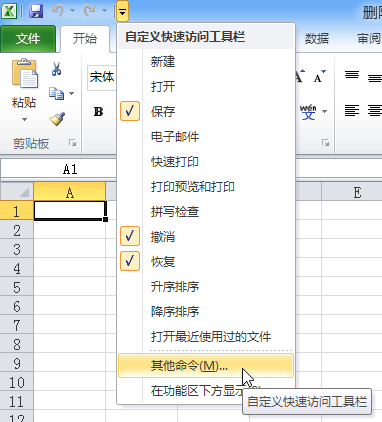 删除
文件
开始
数据
审阅
自定义快速访问工具栏
新建
打开
保存
电子邮件
快速打印
打印预览和打印
拼写检查
撤消
恢复
升序排序
降序排序
打开最近使用过的文件
其他命令(M)...
在功能区下方显示
自定义快速访问工具栏
粘贴
宋体
B
A
wén
文
剪贴板
A1
A
E
1
2
3
4
5
6
7
8
9
10
11
12